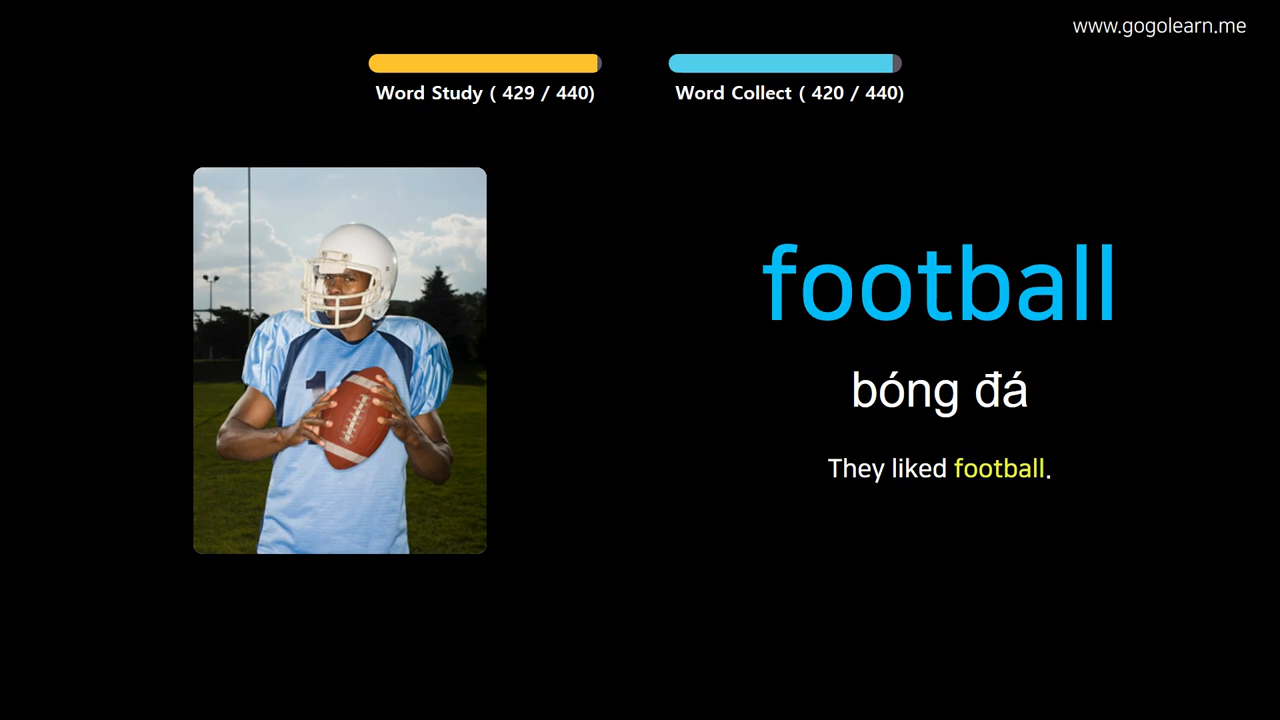 www.gogolearn.me
Word Study ( 429 / 440)
Word Collect ( 420 / 440)
football
bóng đá
They liked football.